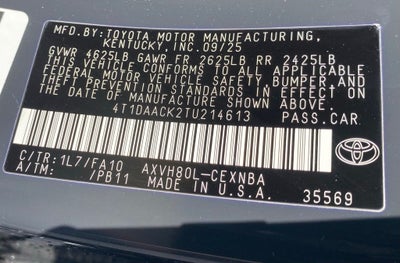 MFD.BY:TOYOTA MOTOR MANUFACTURING,
KENTUCKY,INC.09/25
GVWR 4625LB GAWR FR 2625LB RR 2425LB
THIS VEHICLE CONFORMS TO ALL APPLICABLE
FEDERAL MOTOR VEHICLE SAFETY,BUMPER,AND
THEFT PREVENTION STANDARDS IN EFFECT ON
THE DATE OF MANUFACTURE SHOWN ABOVE.
4T1DAACK2TU214613 PASS.CAR
C/TR:1L7/FA10 AXVH80L-CEXNBA
A/TM: /PB11 MADE IN U.S.A. 35569
TOYOTA